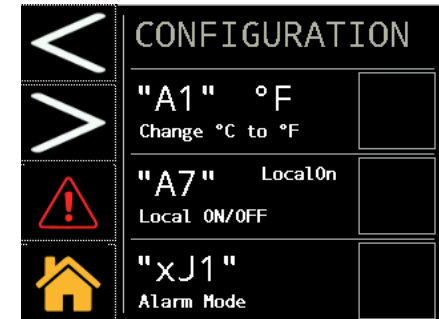 CONFIGURATION
"A1" °F
Change °C to °F
"A7" LocalOn
Local ON/OFF
"xJ1"
Alarm Mode